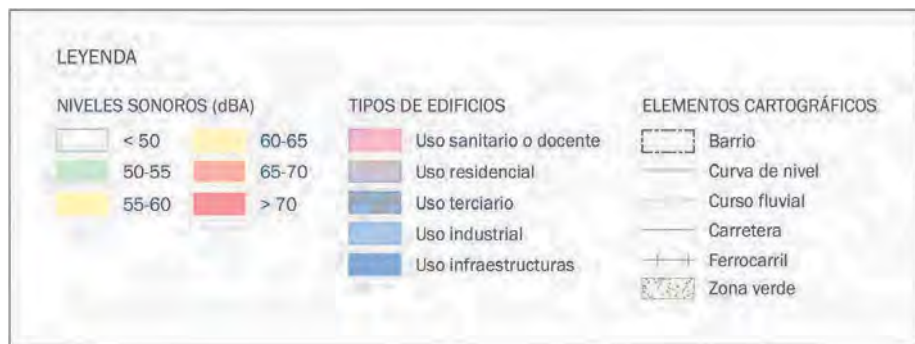 LEYENDA
NIVELES SONOROS (dBA)
< 50
60-65
50-55
65-70
55-60
> 70
TIPOS DE EDIFICIOS
Uso sanitario o docente
Uso residencial
Uso terciario
Uso industrial
Uso infraestructuras
ELEMENTOS CARTOGRÁFICOS
Barrio
Curva de nivel
Curso fluvial
Carretera
Ferrocarril
Zona verde